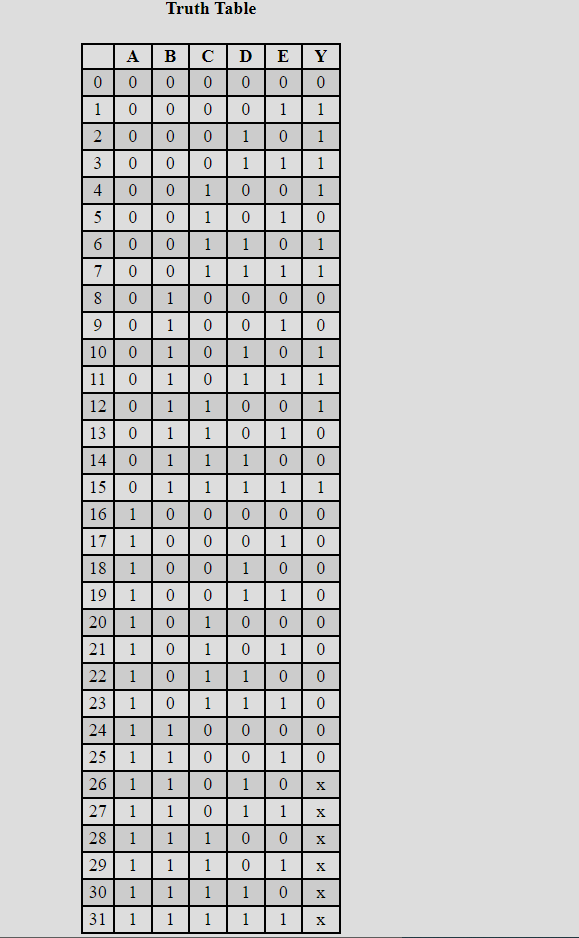 Truth Table
A B C D E Y
0 0 0 0 0 0 0
1 0 0 0 0 1 1
2 0 0 0 1 0 1
3 0 0 0 1 1 1
4 0 0 1 0 0 1
5 0 0 1 0 1 0
6 0 0 1 1 0 1
7 0 0 1 1 1 1
8 0 1 0 0 0 0
9 0 1 0 0 1 0
10 0 1 0 1 0 1
11 0 1 0 1 1 1
12 0 1 1 0 0 1
13 0 1 1 0 1 0
14 0 1 1 1 0 0
15 0 1 1 1 1 1
16 1 0 0 0 0 0
17 1 0 0 0 1 0
18 1 0 0 1 0 0
19 1 0 0 1 1 0
20 1 0 1 0 0 0
21 1 0 1 0 1 0
22 1 0 1 1 0 0
23 1 0 1 1 1 0
24 1 1 0 0 0 0
25 1 1 0 0 1 0
26 1 1 0 1 0 x
27 1 1 0 1 1 x
28 1 1 1 0 0 x
29 1 1 1 0 1 x
30 1 1 1 1 0 x
31 1 1 1 1 1 x